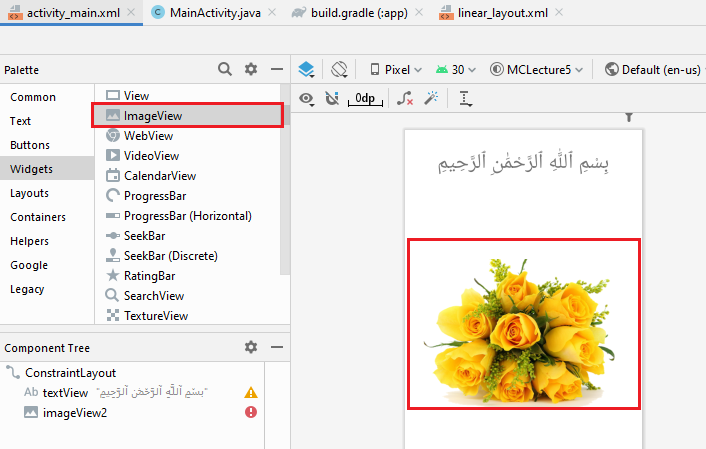 activity_main.xml
MainActivity.java
build.gradle (:app)
linear_layout.xml
Palette
Common
Text
Buttons
Widgets
Layouts
Containers
Helpers
Google
Legacy
View
ImageView
WebView
VideoView
CalendarView
ProgressBar
ProgressBar (Horizontal)
SeekBar
SeekBar (Discrete)
RatingBar
SearchView
TextureView
Component Tree
ConstraintLayout
Ab textView "بِسْمِ ٱللَّٰهِ ٱلرَّحْمَٰنِ ٱلرَّحِيمِ"
imageView2
Pixel 30 MCLecture5 Default (en-us)
0dp
بِسْمِ ٱللَّٰهِ ٱلرَّحْمَٰنِ ٱلرَّحِيمِ